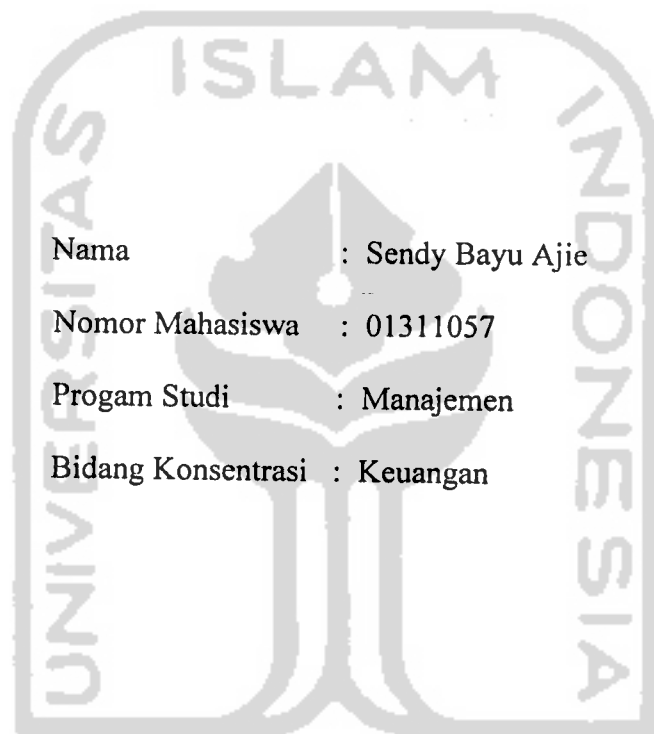 ISLAM
UNIVERSITAS
INDONESIA
Nama : Sendy Bayu Ajie
Nomor Mahasiswa : 01311057
Progam Studi : Manajemen
Bidang Konsentrasi : Keuangan